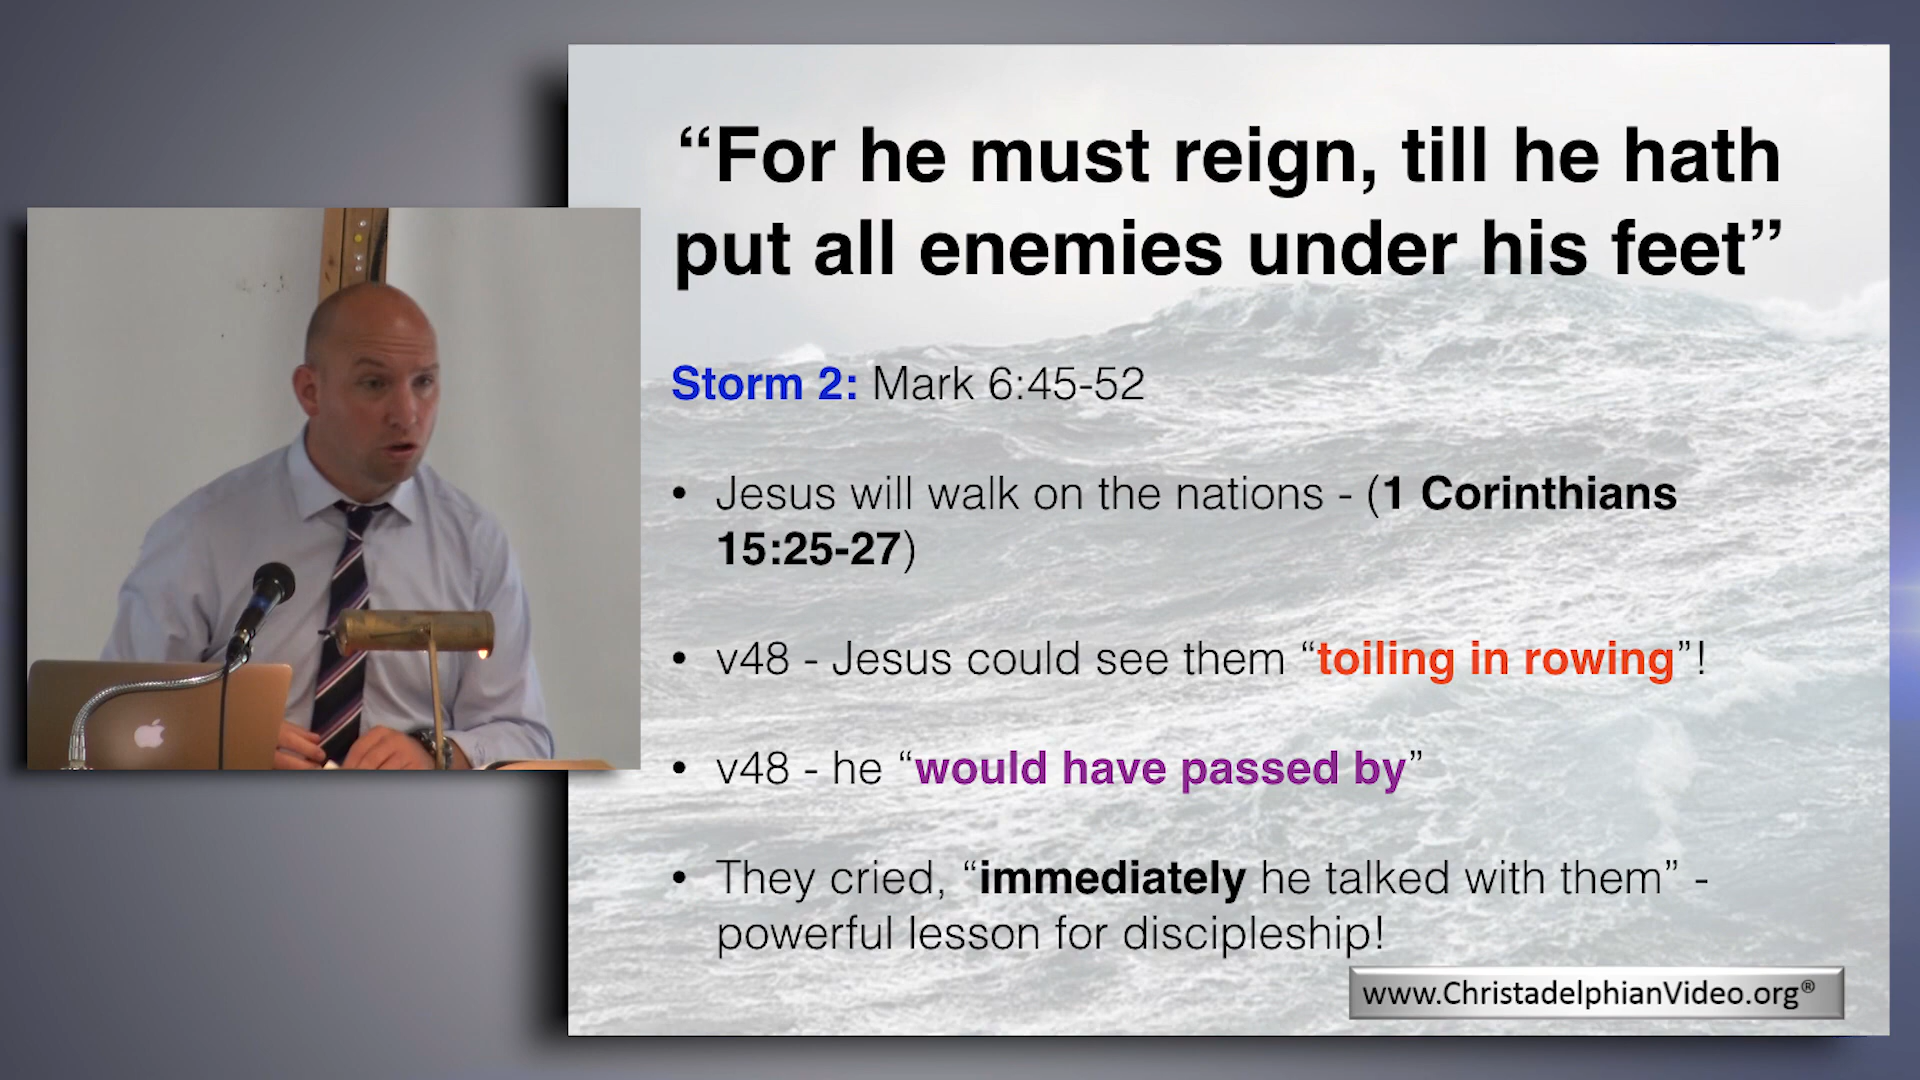 “For he must reign, till he hath
put all enemies under his feet”
Storm 2: Mark 6:45-52
• Jesus will walk on the nations - (1 Corinthians
15:25-27)
• v48 - Jesus could see them “toiling in rowing”!
• v48 - he “would have passed by”
• They cried, “immediately he talked with them” -
powerful lesson for discipleship!
www.ChristadelphianVideo.org®